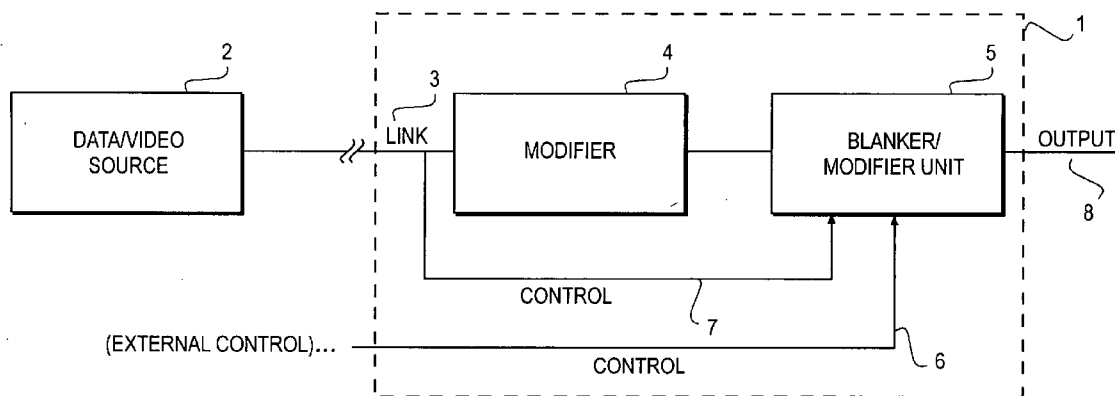 1
2
4
5
3
DATA/VIDEO
SOURCE
LINK
MODIFIER
BLANKER/
MODIFIER UNIT
OUTPUT
8
CONTROL
7
(EXTERNAL CONTROL)...
CONTROL
6